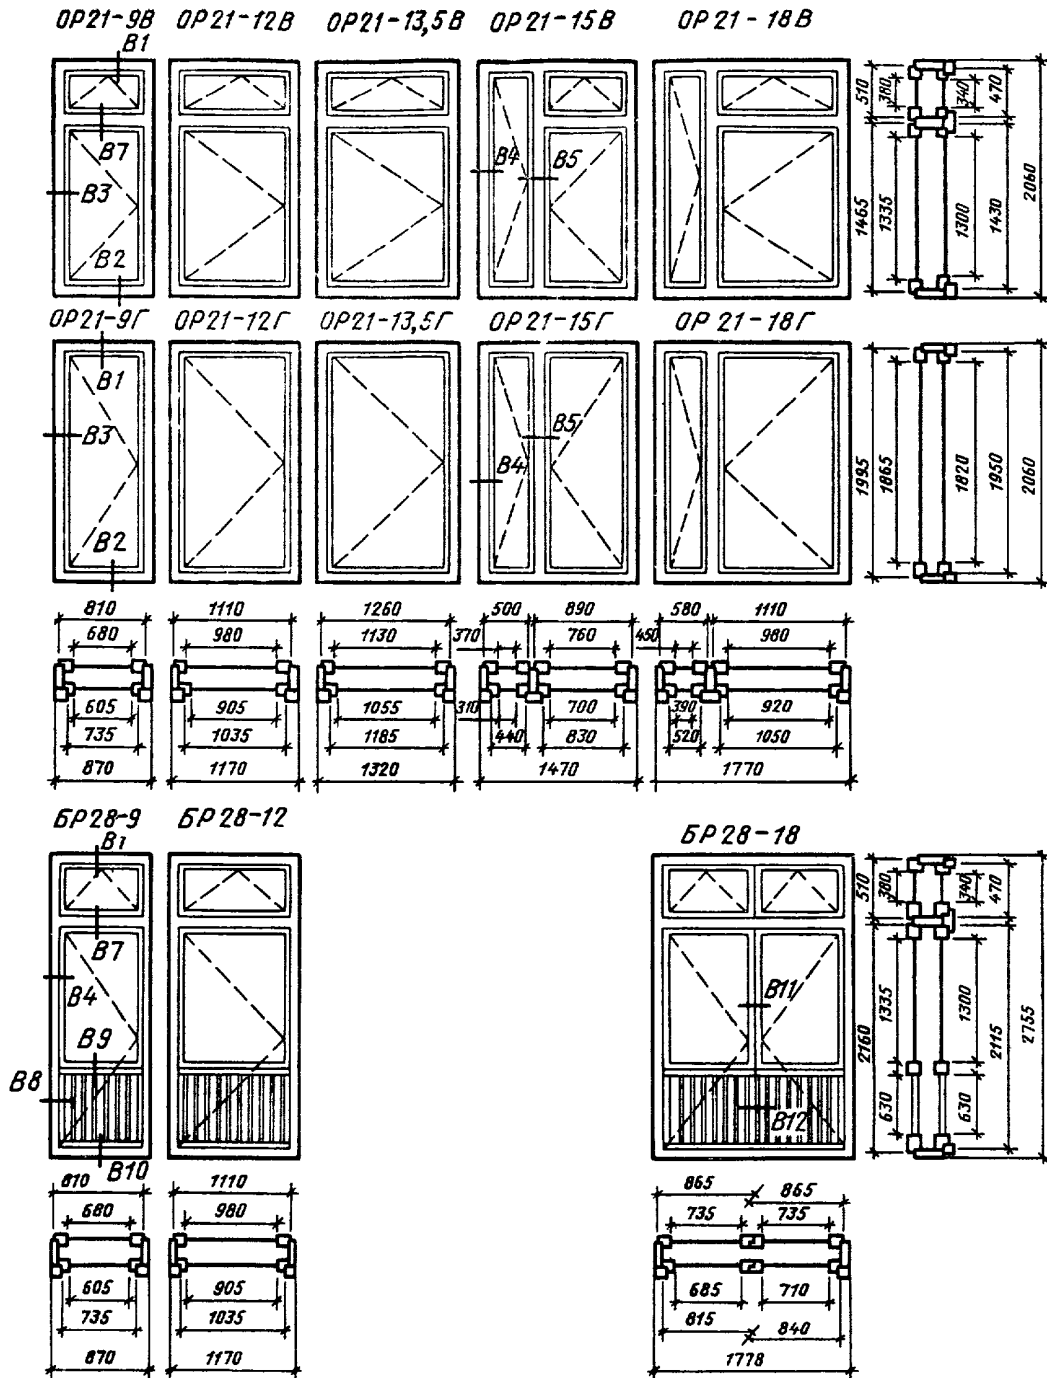 ОР21-9В ОР21-12В ОР21-13,5В ОР21-15В ОР21-18В
В1
В7
В3
В2
В4 В5
510 380 340 470
1465 1335 1300 1430 2060
ОР21-9Г ОР21-12Г ОР21-13,5Г ОР21-15Г ОР21-18Г
В1
В3
В2
В5
В4
1995 1865 1820 1950 2060
810 1110 1260 500 890 580 1110
680 980 1130 370 760 450 980
605 905 1055 310 700 390 920
735 1035 1185 440 830 520 1050
870 1170 1320 1470 1770
БР28-9 БР28-12 БР28-18
В1
В7
В4
В9
В8
В10
В11
В12
510 380 340 470
2160 1335 1300 2115 2755
630 630
810 1110 865 865
680 980 735 735
605 905 685 710
735 1035 815 840
870 1170 1778